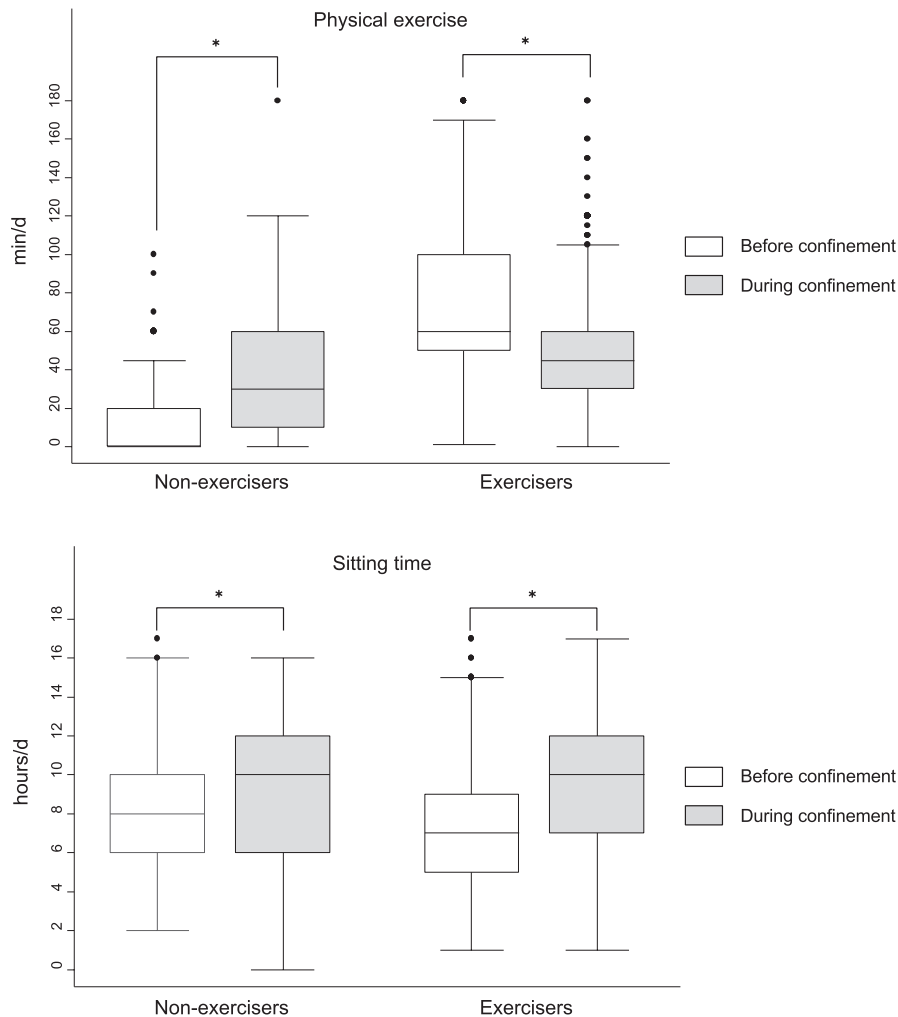 Physical exercise
*
*
min/d
180
160
140
120
100
80
60
40
20
0
Before confinement
During confinement
Non-exercisers
Exercisers
Sitting time
*
*
hours/d
18
16
14
12
10
8
6
4
2
0
Before confinement
During confinement
Non-exercisers
Exercisers